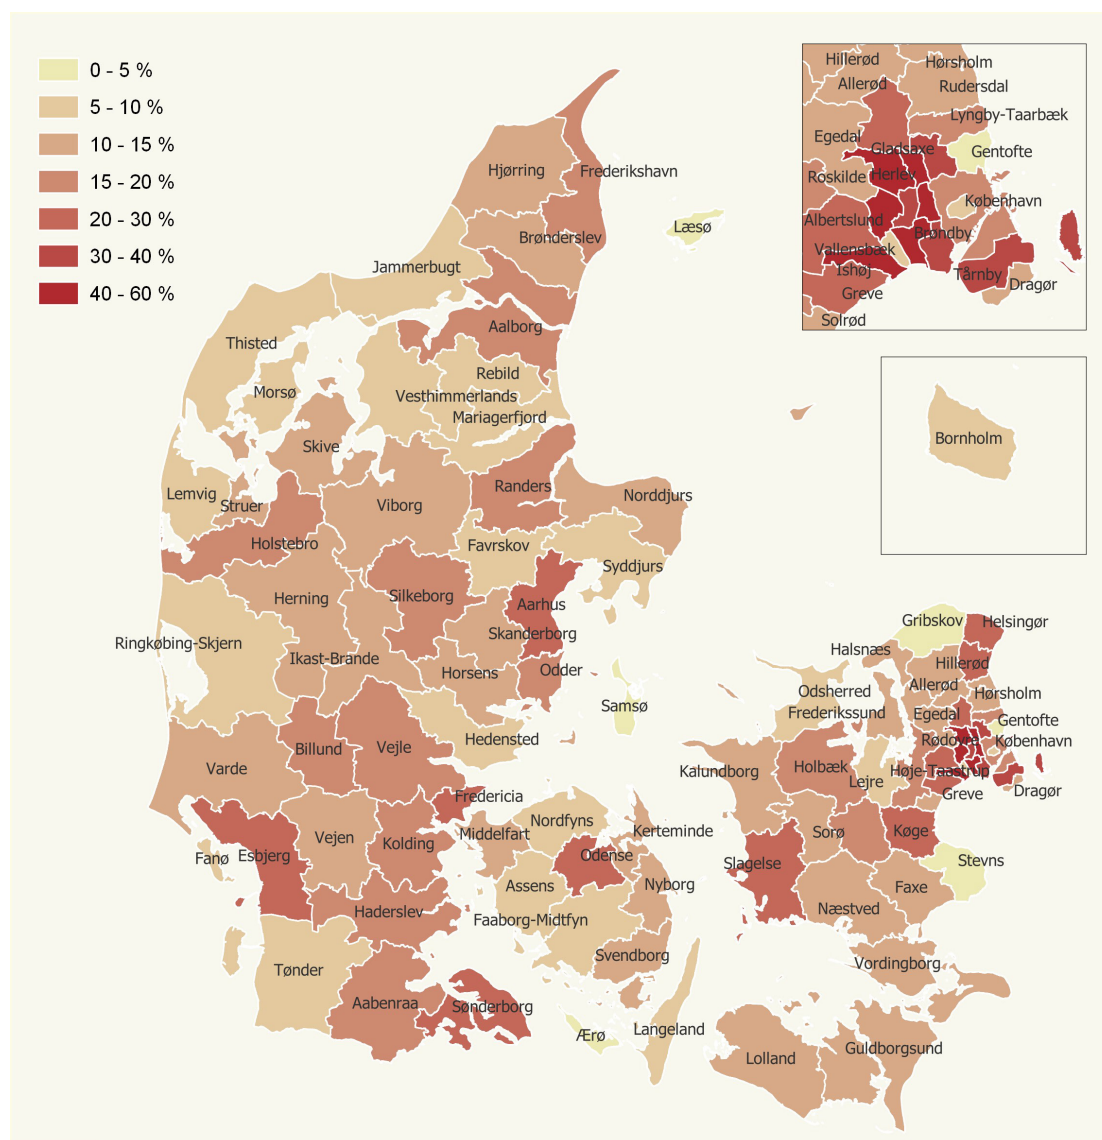 0 - 5 %
5 - 10 %
10 - 15 %
15 - 20 %
20 - 30 %
30 - 40 %
40 - 60 %
Hillerød
Hørsholm
Allerød
Rudersdal
Lyngby-Taarbæk
Egedal
Gladsaxe
Gentofte
Herlev
Roskilde
København
Albertslund
Brøndby
Vallensbæk
Ishøj
Tårnby
Dragør
Greve
Solrød
Bornholm
Hjørring
Frederikshavn
Læsø
Brønderslev
Jammerbugt
Aalborg
Thisted
Rebild
Morsø
Vesthimmerlands
Mariagerfjord
Skive
Randers
Lemvig
Norddjurs
Struer
Viborg
Holstebro
Favrskov
Syddjurs
Silkeborg
Herning
Aarhus
Skanderborg
Ringkøbing-Skjern
Ikast-Brande
Horsens
Odder
Samsø
Hedensted
Billund
Vejle
Varde
Fredericia
Nordfyns
Middelfart
Kerteminde
Vejen
Kolding
Fanø
Esbjerg
Odense
Assens
Nyborg
Haderslev
Faaborg-Midtfyn
Svendborg
Tønder
Aabenraa
Sønderborg
Ærø
Langeland
Gribskov
Helsingør
Halsnæs
Hillerød
Allerød
Odsherred
Hørsholm
Frederikssund
Egedal
Gentofte
Rødovre
København
Kalundborg
Holbæk
Lejre
Høje-Taastrup
Greve
Dragør
Sorø
Køge
Slagelse
Stevns
Faxe
Næstved
Vordingborg
Guldborgsund
Lolland